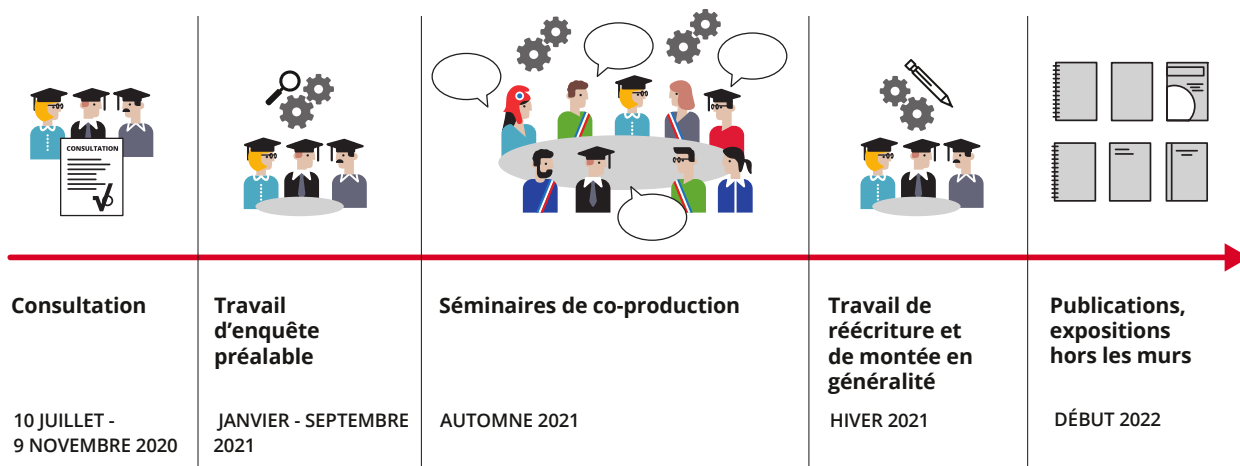 CONSULTATION
Consultation
10 JUILLET -
9 NOVEMBRE 2020
Travail
d’enquête
préalable
JANVIER - SEPTEMBRE
2021
Séminaires de co-production
AUTOMNE 2021
Travail de
réécriture et
de montée en
généralité
HIVER 2021
Publications,
expositions
hors les murs
DÉBUT 2022